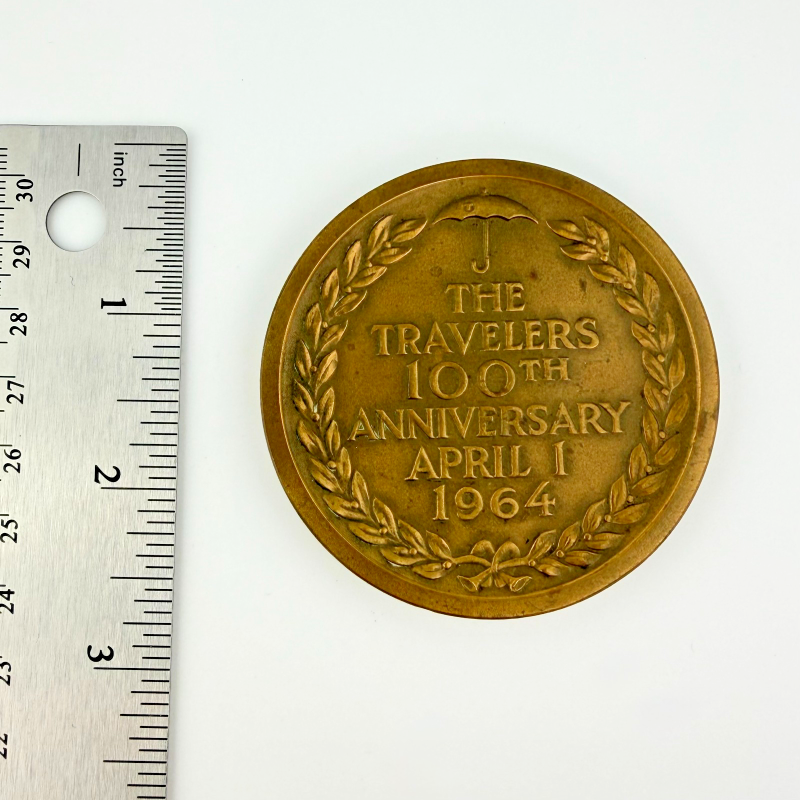 THE
TRAVELERS
100TH
ANNIVERSARY
APRIL 1
1964
inch
1
2
3
30
29
28
27
26
25
24
23
22